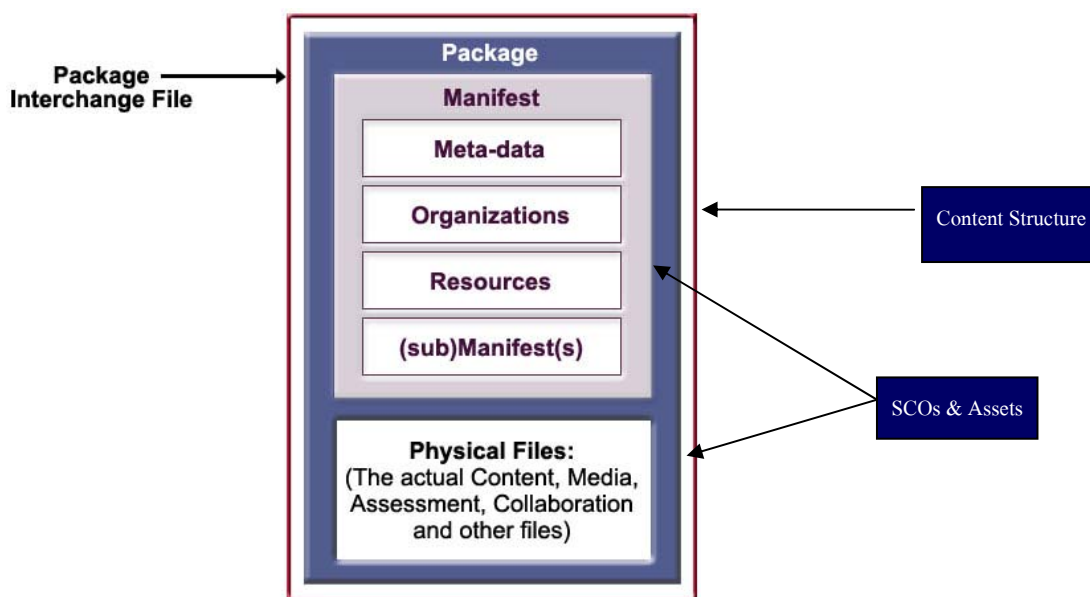 Package
Interchange File
Package
Manifest
Meta-data
Organizations
Resources
(sub)Manifest(s)
Physical Files:
(The actual Content, Media,
Assessment, Collaboration
and other files)
Content Structure
SCOs & Assets